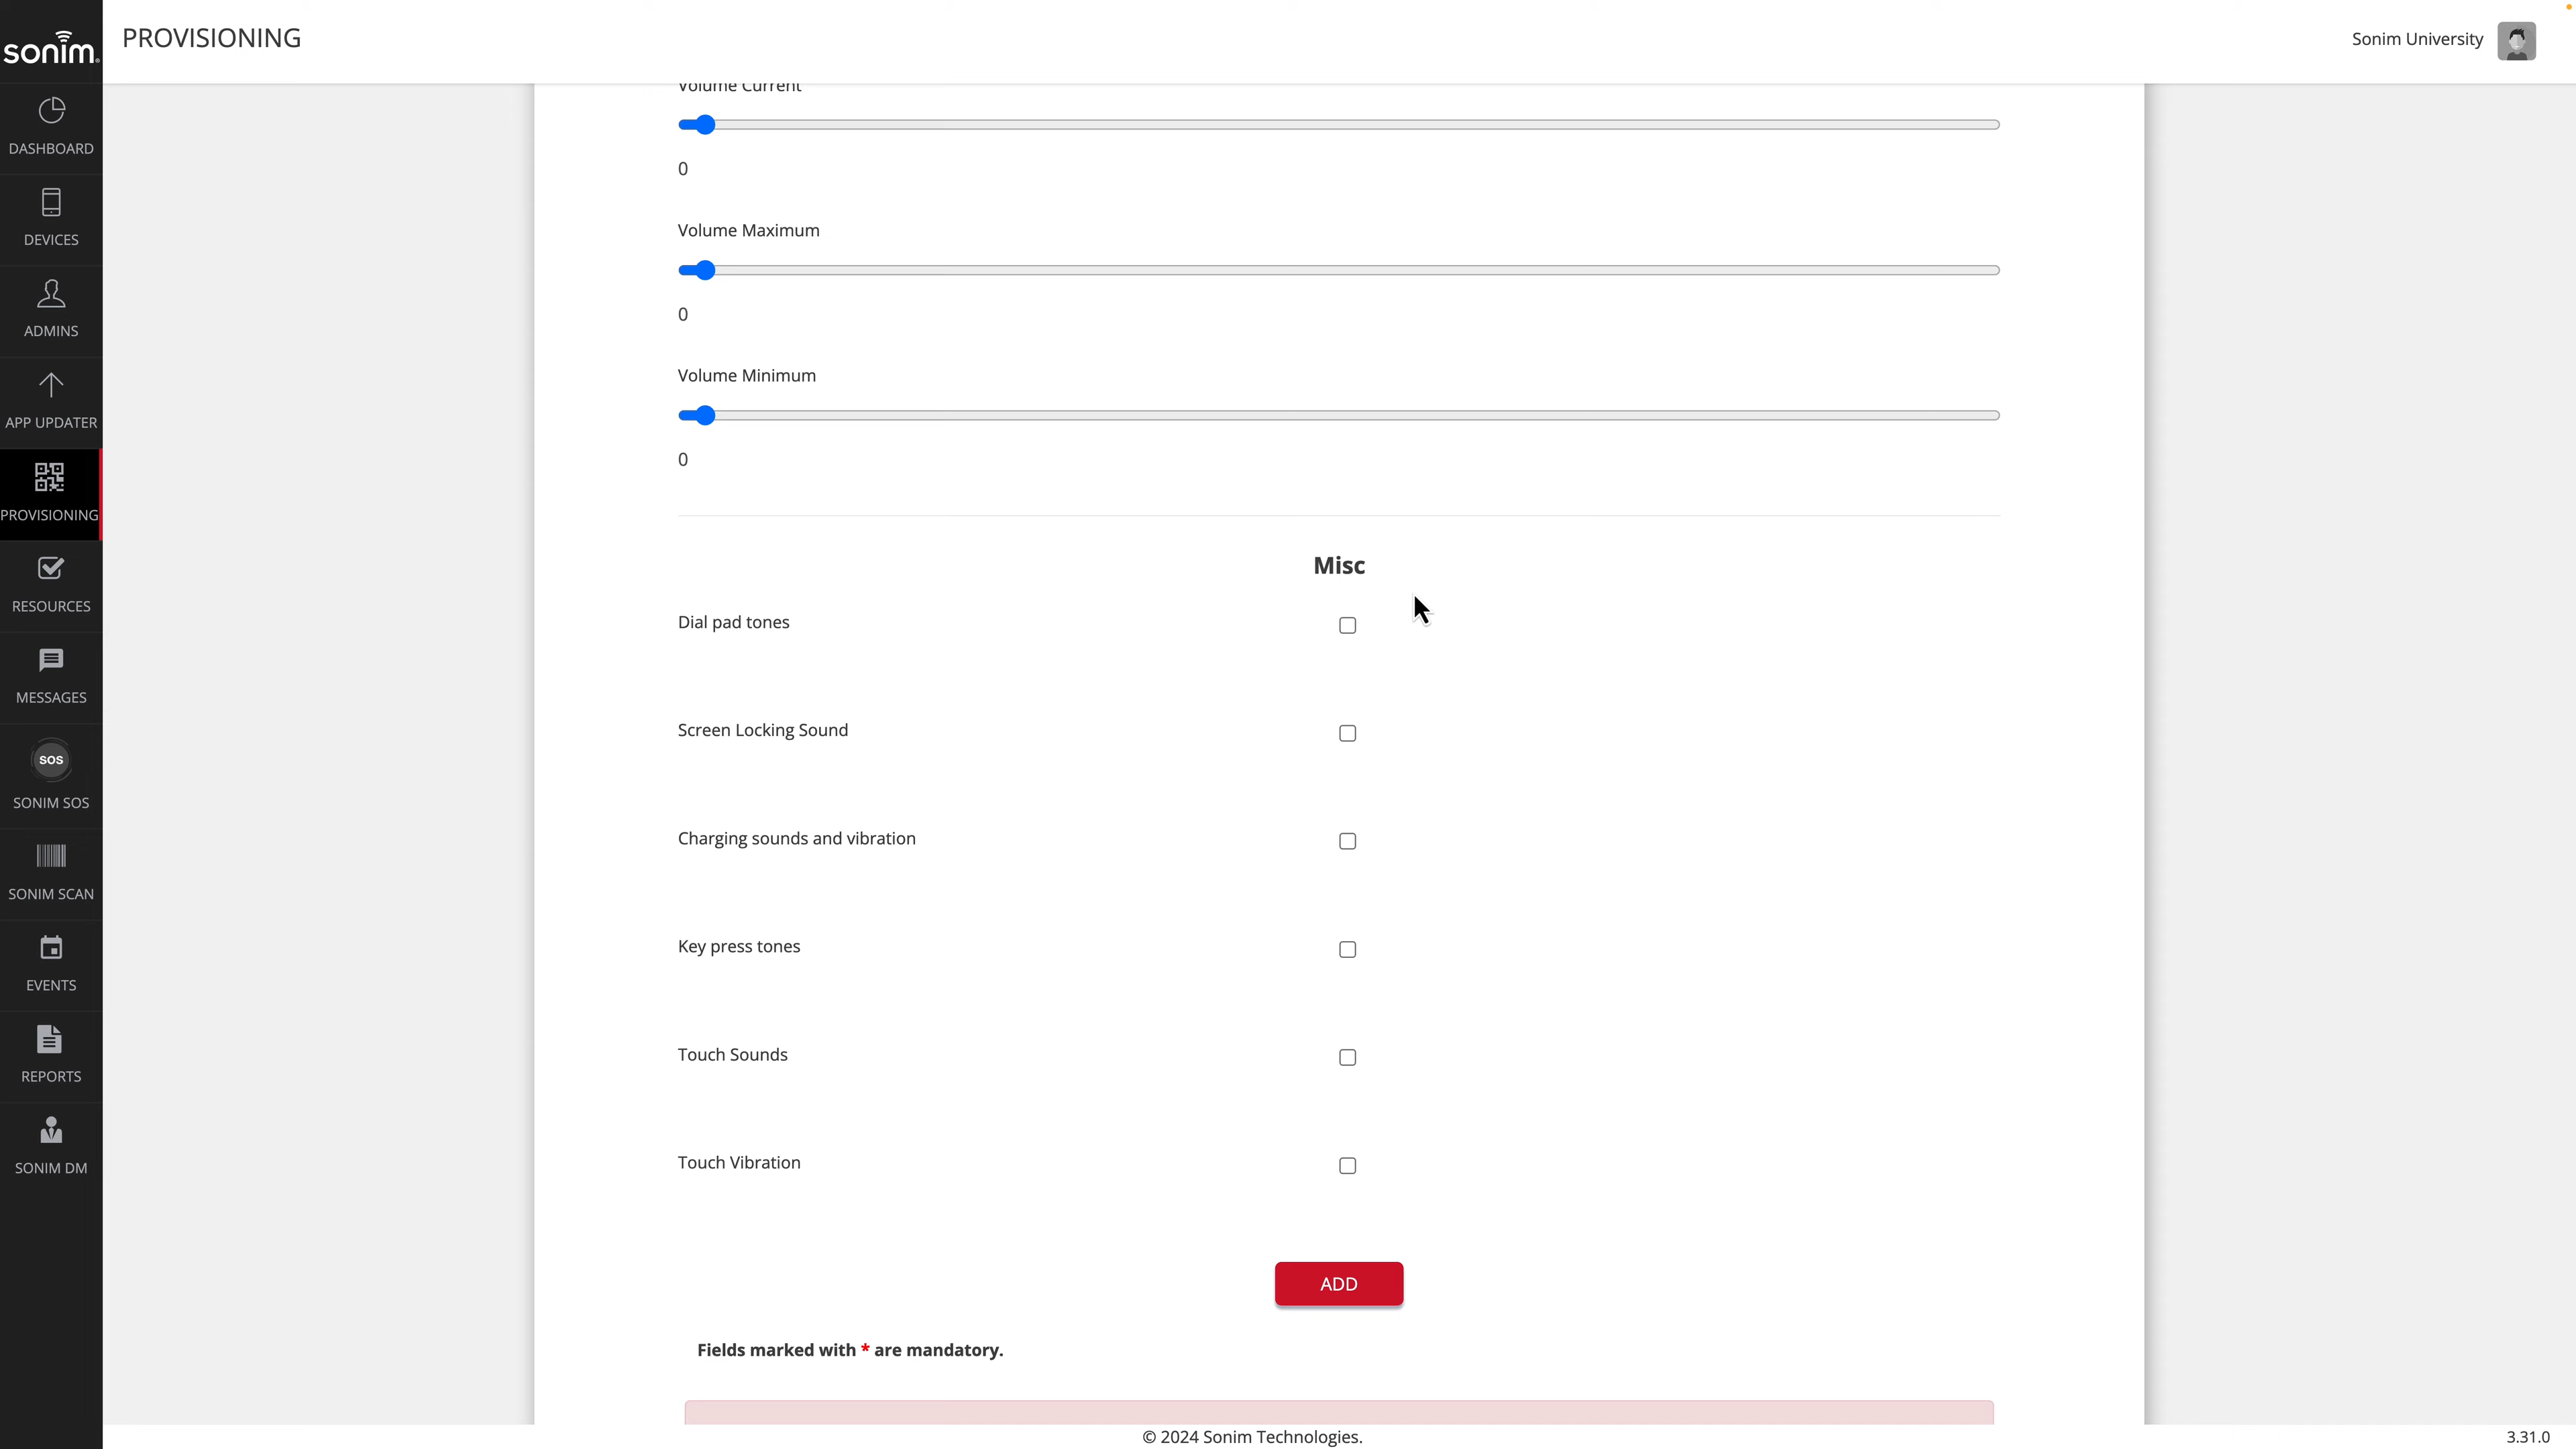 sonim
PROVISIONING
Sonim University
DASHBOARD
DEVICES
ADMINS
APP UPDATER
PROVISIONING
RESOURCES
MESSAGES
SOS
SONIM SOS
SONIM SCAN
EVENTS
REPORTS
SONIM DM
Volume Current
0
Volume Maximum
0
Volume Minimum
0
Misc
Dial pad tones
Screen Locking Sound
Charging sounds and vibration
Key press tones
Touch Sounds
Touch Vibration
ADD
Fields marked with * are mandatory.
© 2024 Sonim Technologies.
3.31.0